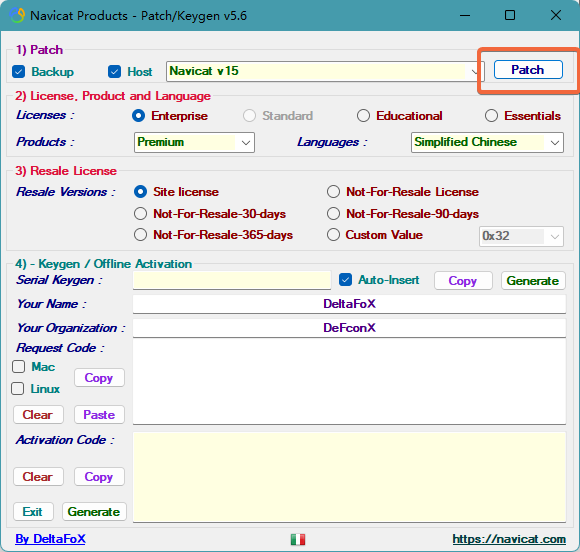 Navicat Products - Patch/Keygen v5.6
1) Patch
Backup Host Navicat v15 Patch
2) License, Product and Language
Licenses : Enterprise Standard Educational Essentials
Products : Premium Languages : Simplified Chinese
3) Resale License
Resale Versions : Site license Not-For-Resale License
Not-For-Resale-30-days Not-For-Resale-90-days
Not-For-Resale-365-days Custom Value 0x32
4) - Keygen / Offline Activation
Serial Keygen : Auto-Insert Copy Generate
Your Name : DeltaFoX
Your Organization : DeFconX
Request Code :
Mac
Copy
Linux
Clear Paste
Activation Code :
Clear Copy
Exit Generate
By DeltaFoX https://navicat.com